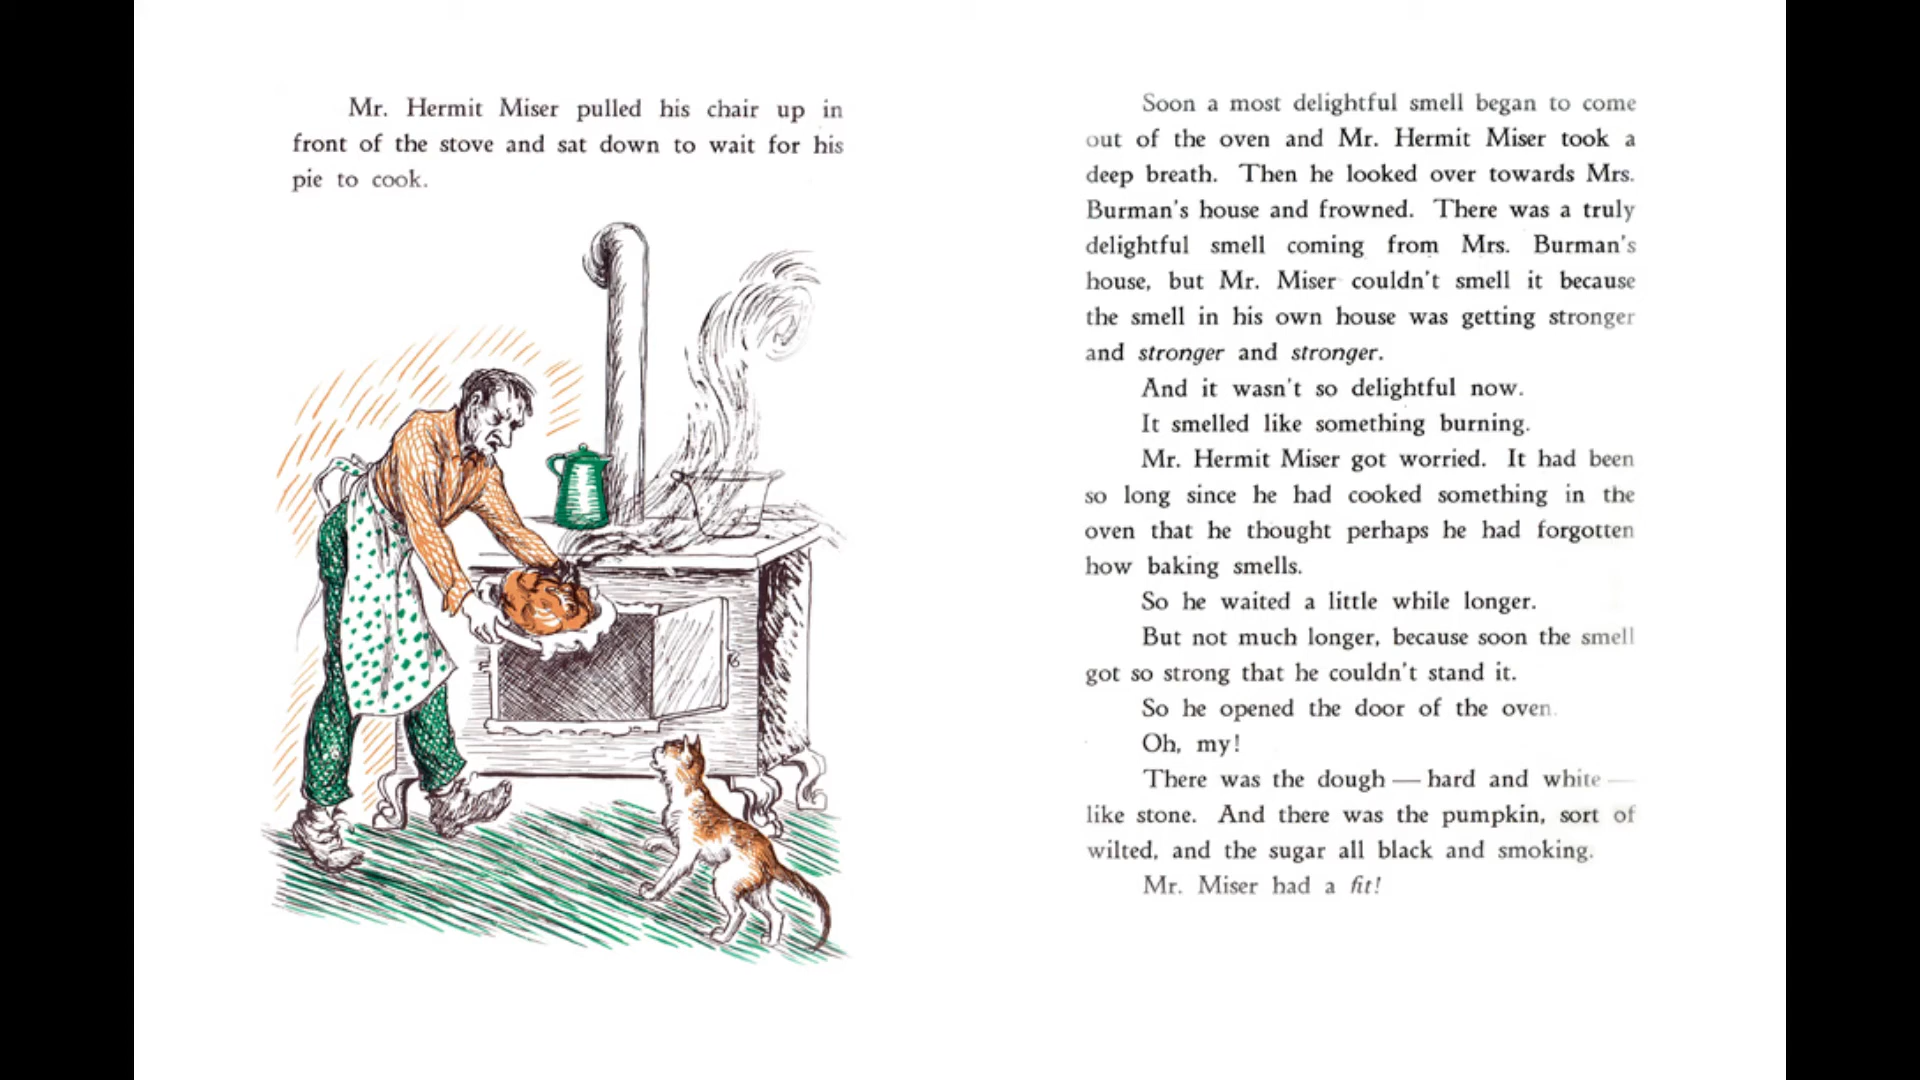 Mr. Hermit Miser pulled his chair up in
front of the stove and sat down to wait for his
pie to cook.
Soon a most delightful smell began to come
out of the oven and Mr. Hermit Miser took a
deep breath. Then he looked over towards Mrs.
Burman's house and frowned. There was a truly
delightful smell coming from Mrs. Burman's
house, but Mr. Miser couldn't smell it because
the smell in his own house was getting stronger
and stronger and stronger.
And it wasn't so delightful now.
It smelled like something burning.
Mr. Hermit Miser got worried. It had been
so long since he had cooked something in the
oven that he thought perhaps he had forgotten
how baking smells.
So he waited a little while longer.
But not much longer, because soon the smell
got so strong that he couldn't stand it.
So he opened the door of the oven.
Oh, my!
There was the dough — hard and white —
like stone. And there was the pumpkin, sort of
wilted, and the sugar all black and smoking.
Mr. Miser had a fit!